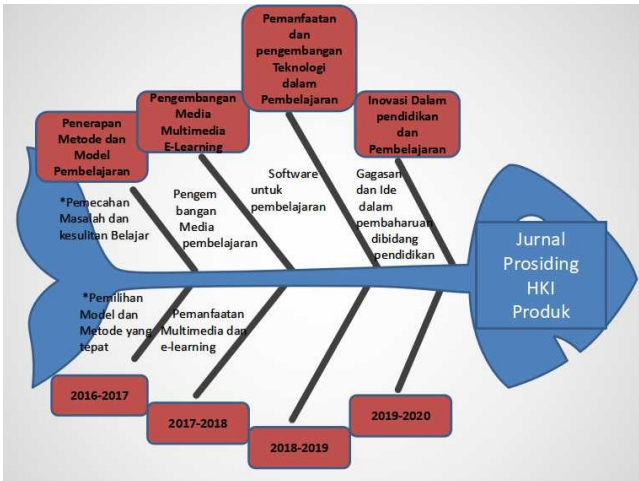 Pemanfaatan
dan
pengembangan
Teknologi
dalam
Pembelajaran
Pengembangan
Media
Multimedia
E-Learning
Inovasi Dalam
pendidikan
dan
Pembelajaran
Penerapan
Metode dan
Model
Pembelajaran
*Pemecahan
Masalah dan
kesulitan Belajar
Pengem
bangan
Media
pembelajaran
Software
untuk
pembelajaran
Gagasan
dan Ide
dalam
pembaharuan
dibidang
pendidikan
Jurnal
Prosiding
HKI
Produk
*Pemilihan
Model dan
Metode yang
tepat
Pemanfaatan
Multimedia dan
e-learning
2016-2017
2017-2018
2018-2019
2019-2020